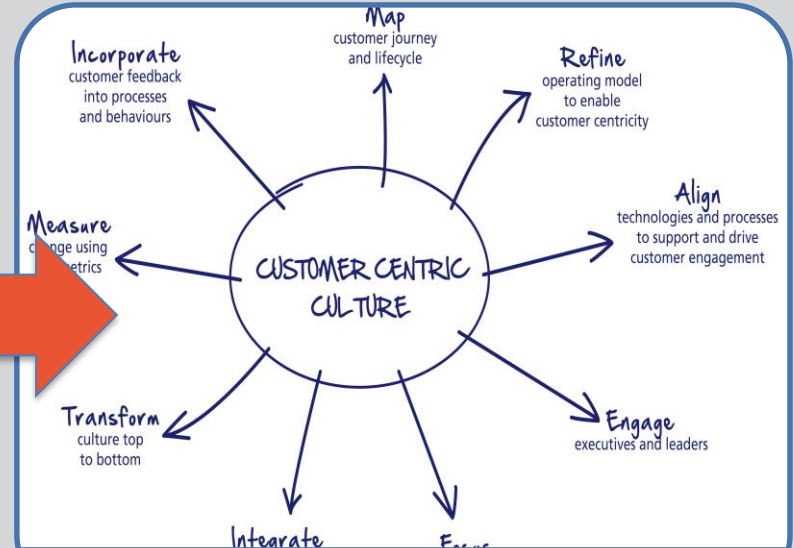 Map
customer journey
and lifecycle
Refine
operating model
to enable
customer centricity
Align
technologies and processes
to support and drive
customer engagement
Engage
executives and leaders
Integrate
Transform
culture top
to bottom
Measure
using
Incorporate
customer feedback
into processes
and behaviours
CUSTOMER CENTRIC
CULTURE